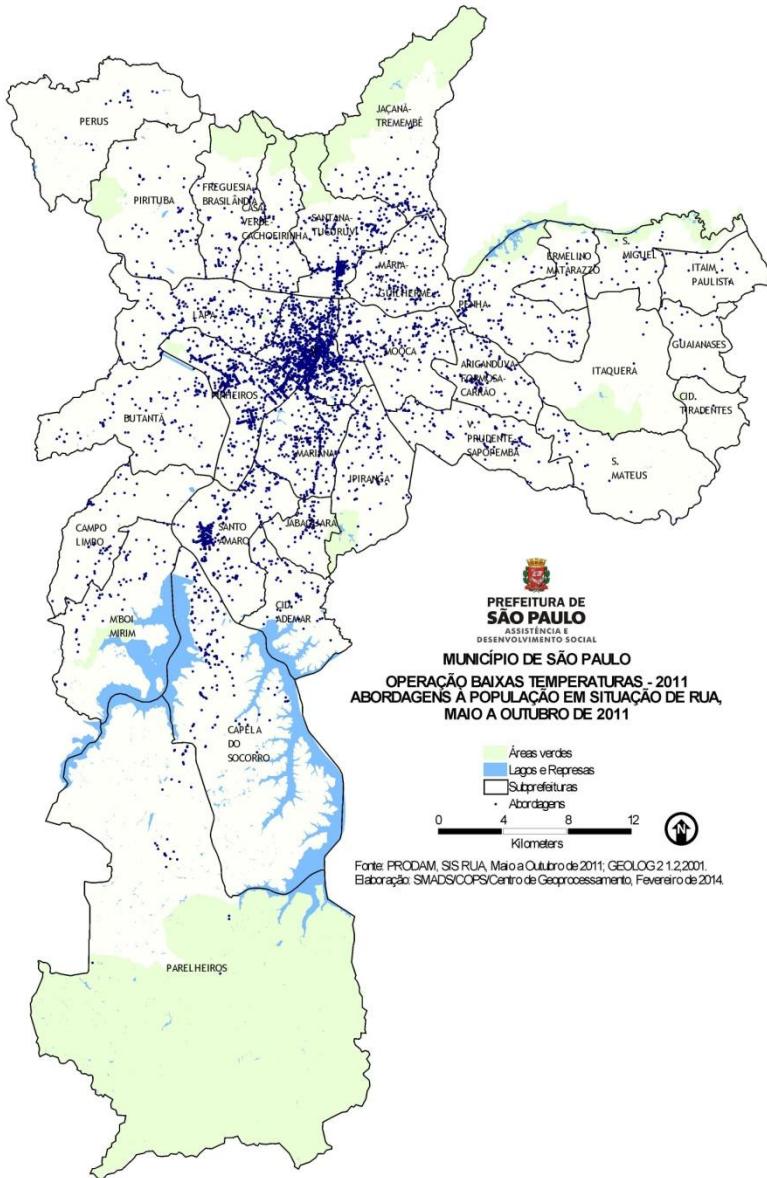 JAÇANÃ-
TREMEMBÉ
PERUS
PIRITUBA
FREGUESIA-
BRASILÂNDIA
CASA
VERDE-
CACHOEIRINHA
SANTANA-
TUCURUVI
V. MARIA-
V.
GUILHERME
ERMELINO
MATARAZZO
S.
MIGUEL
ITAIM
PAULISTA
PENHA
LAPA
MOOCA
ARICANDUVA-
FORMOSA-
CARRÃO
ITAQUERA
GUAIANASES
CID.
TIRADENTES
PINHEIROS
BUTANTÃ
V.
MARIANA
IPIRANGA
V.
PRUDENTE-
SAPOPEMBA
S.
MATEUS
CAMPO
LIMBO
SANTO
AMARO
JABAQUARA
CID.
ADEMAR
M'BOI
MIRIM
CAPELA
DO
SOCORRO
PARELHEIROS
PREFEITURA DE
SÃO PAULO
ASSISTÊNCIA E
DESENVOLVIMENTO SOCIAL
MUNICÍPIO DE SÃO PAULO
OPERAÇÃO BAIXAS TEMPERATURAS - 2011
ABORDAGENS À POPULAÇÃO EM SITUAÇÃO DE RUA,
MAIO A OUTUBRO DE 2011
Áreas verdes
Lagos e Represas
Subprefeituras
Abordagens
0 4 8 12
Kilometers
N
Fonte: PRODAM, SIS RUA, Maio a Outubro de 2011; GEOLOG 2 1.2,2001.
Elaboração: SMADS/COPS/Centro de Geoprocessamento, Fevereiro de 2014.